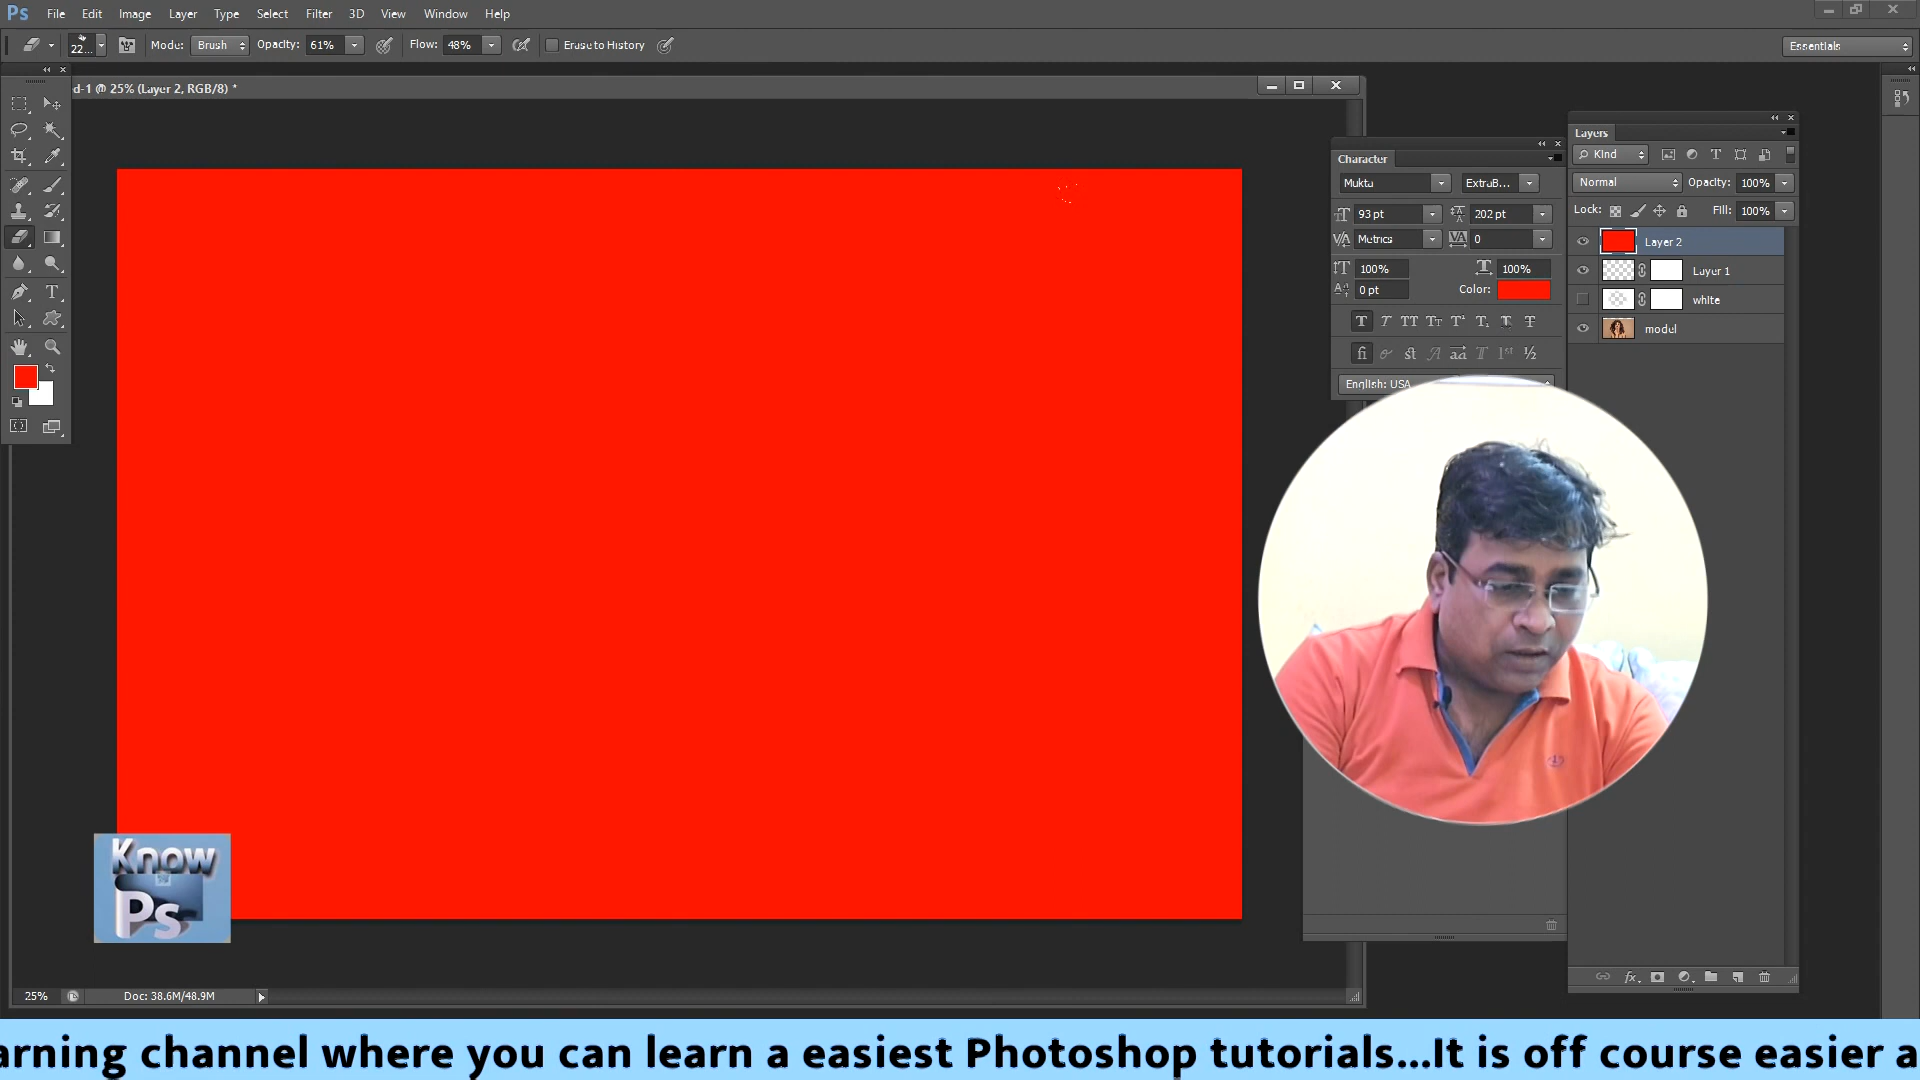 Ps File Edit Image Layer Type Select Filter 3D View Window Help
22... Mode: Brush Opacity: 61% Flow: 48% Erase to History Essentials
d-1 @ 25% (Layer 2, RGB/8) *
Character
Mukta ExtraB...
93 pt 202 pt
Metrics 0
100% 100%
0 pt Color:
English: USA
Layers
Kind
Normal Opacity: 100%
Lock: Fill: 100%
Layer 2
Layer 1
white
model
Know
Ps
25% Doc: 38.6M/48.9M
arning channel where you can learn a easiest Photoshop tutorials...It is off course easier a